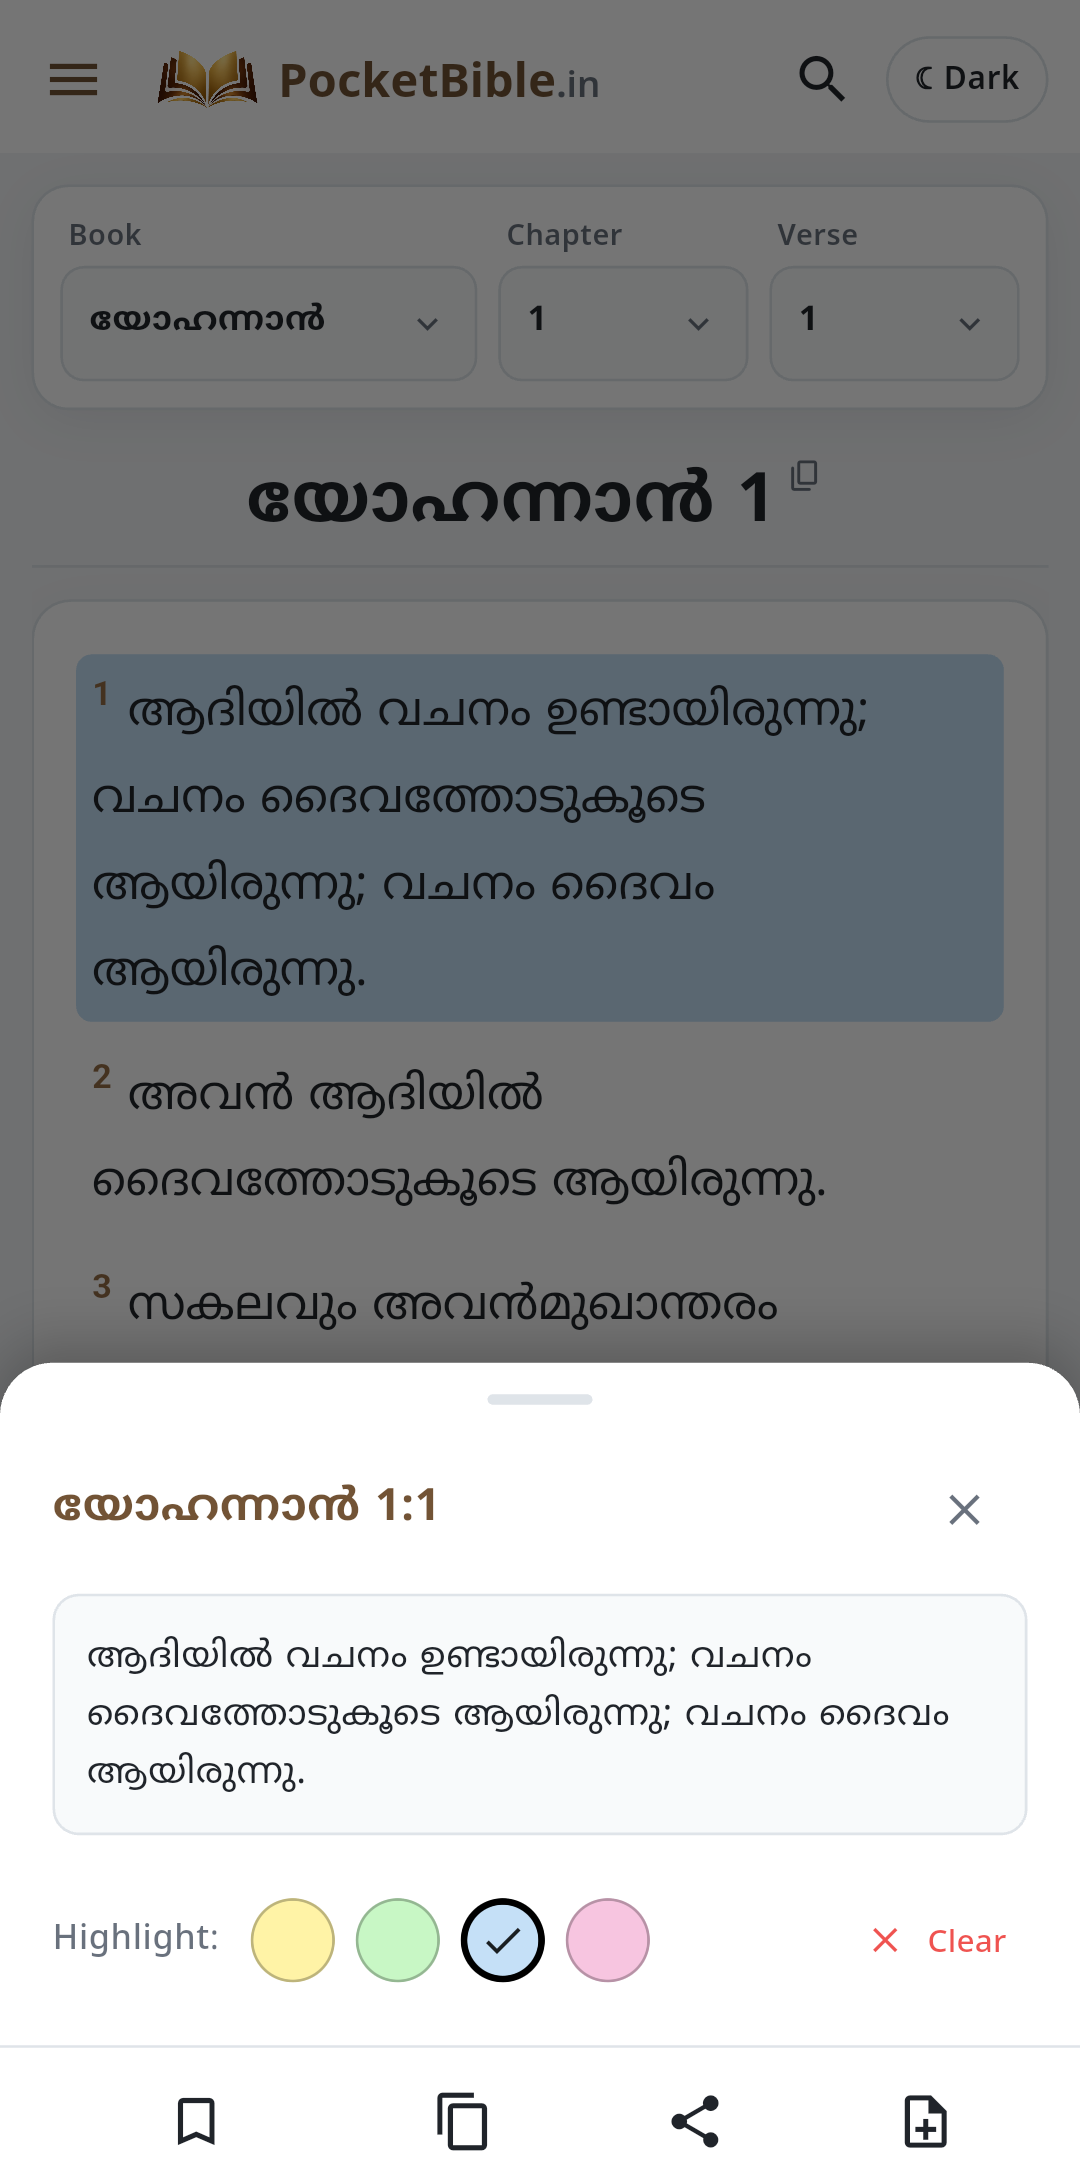 PocketBible.in
☾ Dark
Book
Chapter
Verse
യോഹന്നാൻ
1
1
യോഹന്നാൻ 1
1 ആദിയിൽ വചനം ഉണ്ടായിരുന്നു;
വചനം ദൈവത്തോടുകൂടെ
ആയിരുന്നു; വചനം ദൈവം
ആയിരുന്നു.
2 അവൻ ആദിയിൽ
ദൈവത്തോടുകൂടെ ആയിരുന്നു.
3 സകലവും അവൻമുഖാന്തരം
യോഹന്നാൻ 1:1
ആദിയിൽ വചനം ഉണ്ടായിരുന്നു; വചനം
ദൈവത്തോടുകൂടെ ആയിരുന്നു; വചനം ദൈവം
ആയിരുന്നു.
Highlight:
Clear